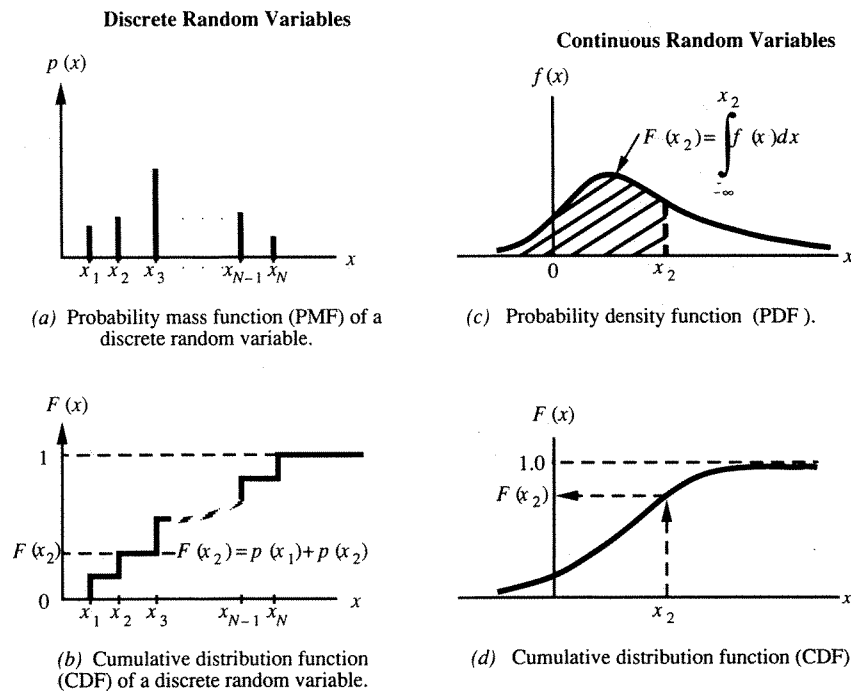 Discrete Random Variables
p (x)
x
x1 x2 x3 xN−1 xN
(a) Probability mass function (PMF) of a
discrete random variable.
Continuous Random Variables
f (x)
x2
F (x2) = ∫ f (x) dx
−∞
0 x2 x
(c) Probability density function (PDF ).
F (x)
1
F (x2) F (x2) = p (x1) + p (x2)
0
x1 x2 x3 xN−1 xN x
(b) Cumulative distribution function
(CDF) of a discrete random variable.
F (x)
1.0
F (x2)
x
x2
(d) Cumulative distribution function (CDF)